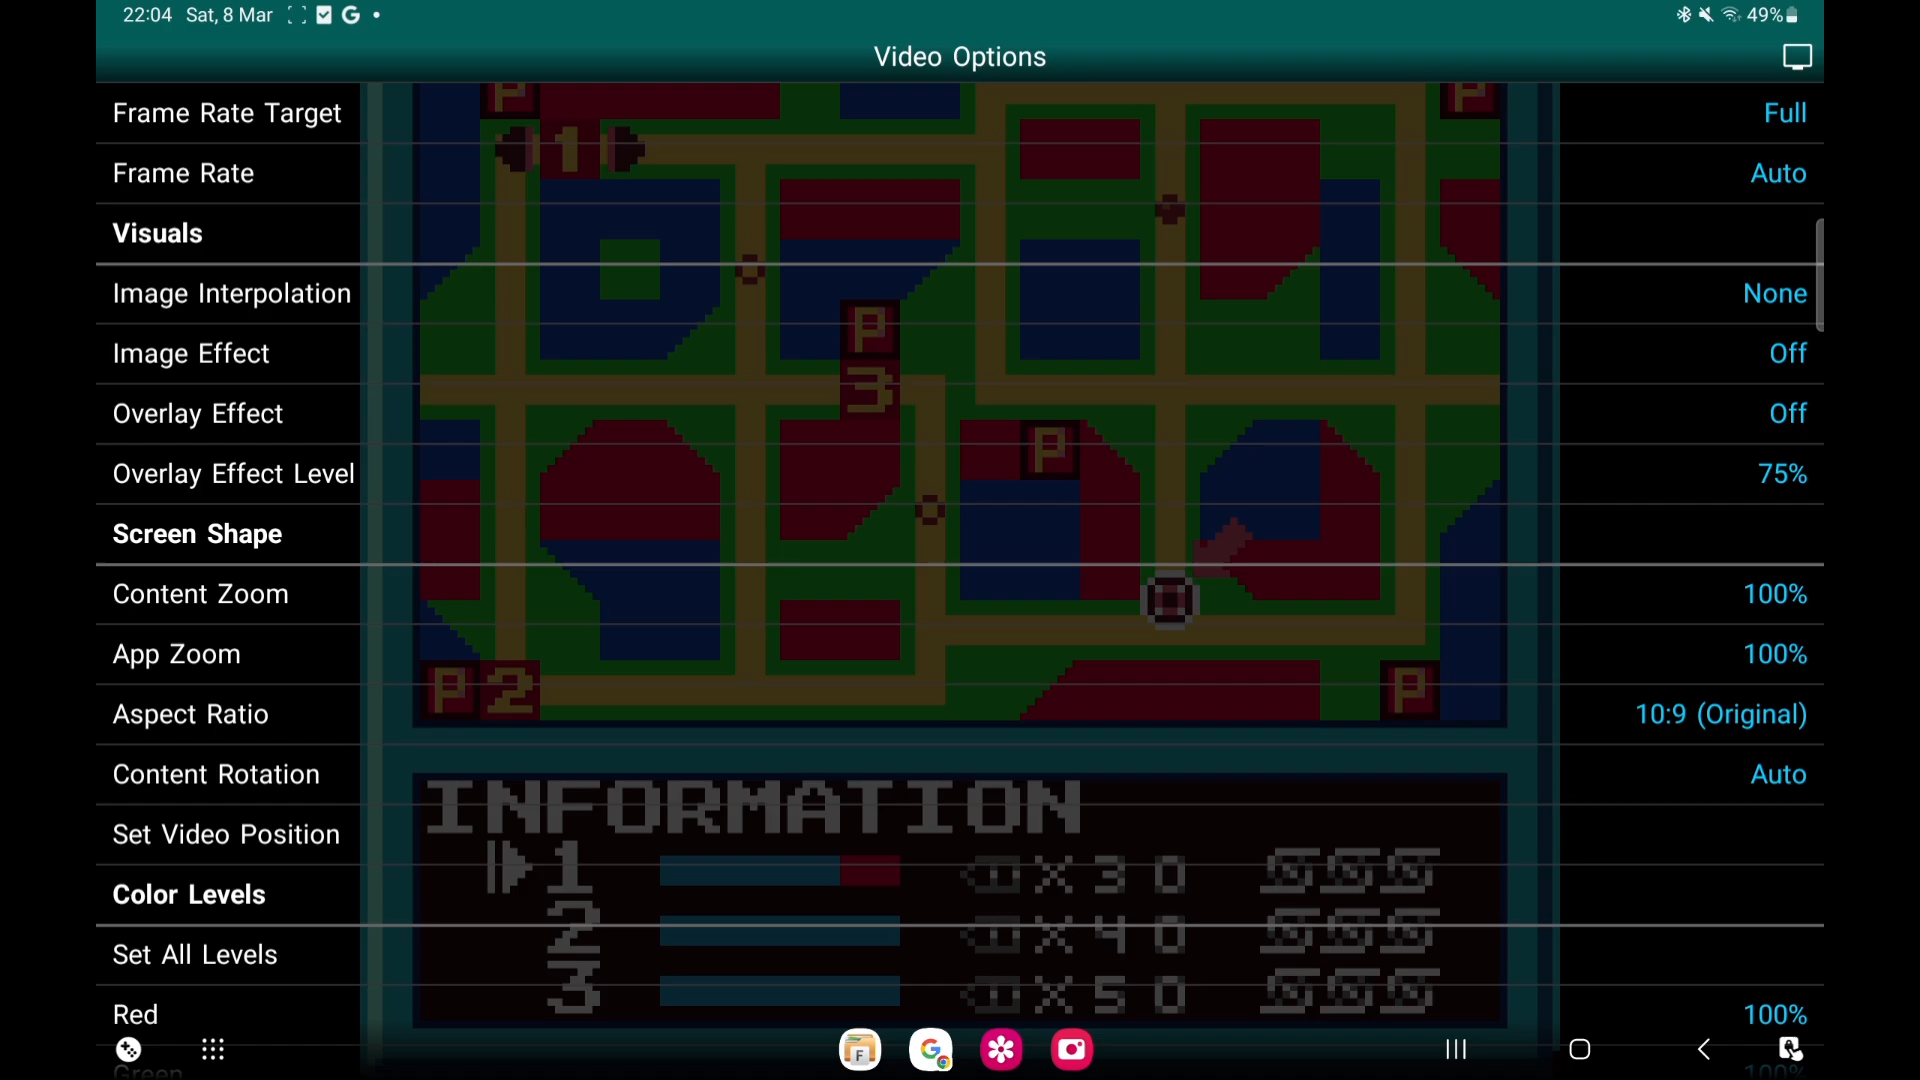 22:04 Sat, 8 Mar G 49%
Video Options
P P
Frame Rate Target Full
1
Frame Rate Auto
Visuals
Image Interpolation None
P
Image Effect Off
3
Overlay Effect Off
P
Overlay Effect Level 75%
Screen Shape
Content Zoom 100%
App Zoom 100%
P 2 P
Aspect Ratio 10:9 (Original)
Content Rotation Auto
INFORMATION
Set Video Position
1 X 3 0
Color Levels
2 X 4 0
Set All Levels
3 X 5 0
Red 100%
F G
Green 100%